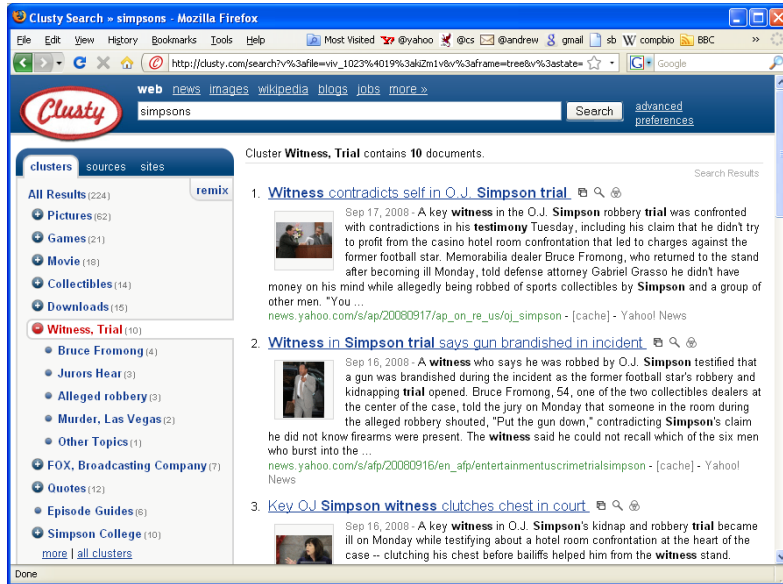 Clusty Search » simpsons - Mozilla Firefox
File Edit View History Bookmarks Tools Help Most Visited @yahoo @cs @andrew gmail sb compbio BBC »
http://clusty.com/search?v%3afile=viv_1023%4019%3akiZm1v&v%3aframe=tree&v%3astate= Google
Clusty
web news images wikipedia blogs jobs more »
simpsons Search advanced
preferences
clusters sources sites
remix
All Results (224)
Pictures (62)
Games (21)
Movie (18)
Collectibles (14)
Downloads (15)
Witness, Trial (10)
Bruce Fromong (4)
Jurors Hear (3)
Alleged robbery (3)
Murder, Las Vegas (2)
Other Topics (1)
FOX, Broadcasting Company (7)
Quotes (12)
Episode Guides (6)
Simpson College (10)
more | all clusters
Cluster Witness, Trial contains 10 documents.
Search Results
1. Witness contradicts self in O.J. Simpson trial
Sep 17, 2008 - A key witness in the O.J. Simpson robbery trial was confronted
with contradictions in his testimony Tuesday, including his claim that he didn't try
to profit from the casino hotel room confrontation that led to charges against the
former football star. Memorabilia dealer Bruce Fromong, who returned to the stand
after becoming ill Monday, told defense attorney Gabriel Grasso he didn't have
money on his mind while allegedly being robbed of sports collectibles by Simpson and a group of
other men. "You ...
news.yahoo.com/s/ap/20080917/ap_on_re_us/oj_simpson - [cache] - Yahoo! News
2. Witness in Simpson trial says gun brandished in incident
Sep 16, 2008 - A witness who says he was robbed by O.J. Simpson testified that
a gun was brandished during the incident as the former football star's robbery and
kidnapping trial opened. Bruce Fromong, 54, one of the two collectibles dealers at
the center of the case, told the jury on Monday that someone in the room during
the alleged robbery shouted, "Put the gun down," contradicting Simpson's claim
he did not know firearms were present. The witness said he could not recall which of the six men
who burst into the ...
news.yahoo.com/s/afp/20080916/en_afp/entertainmentuscrimetrialsimpson - [cache] - Yahoo!
News
3. Key OJ Simpson witness clutches chest in court
Sep 16, 2008 - A key witness in O.J. Simpson's kidnap and robbery trial became
ill on Monday while testifying about a hotel room confrontation at the heart of the
case -- clutching his chest before bailiffs helped him from the witness stand.
Done